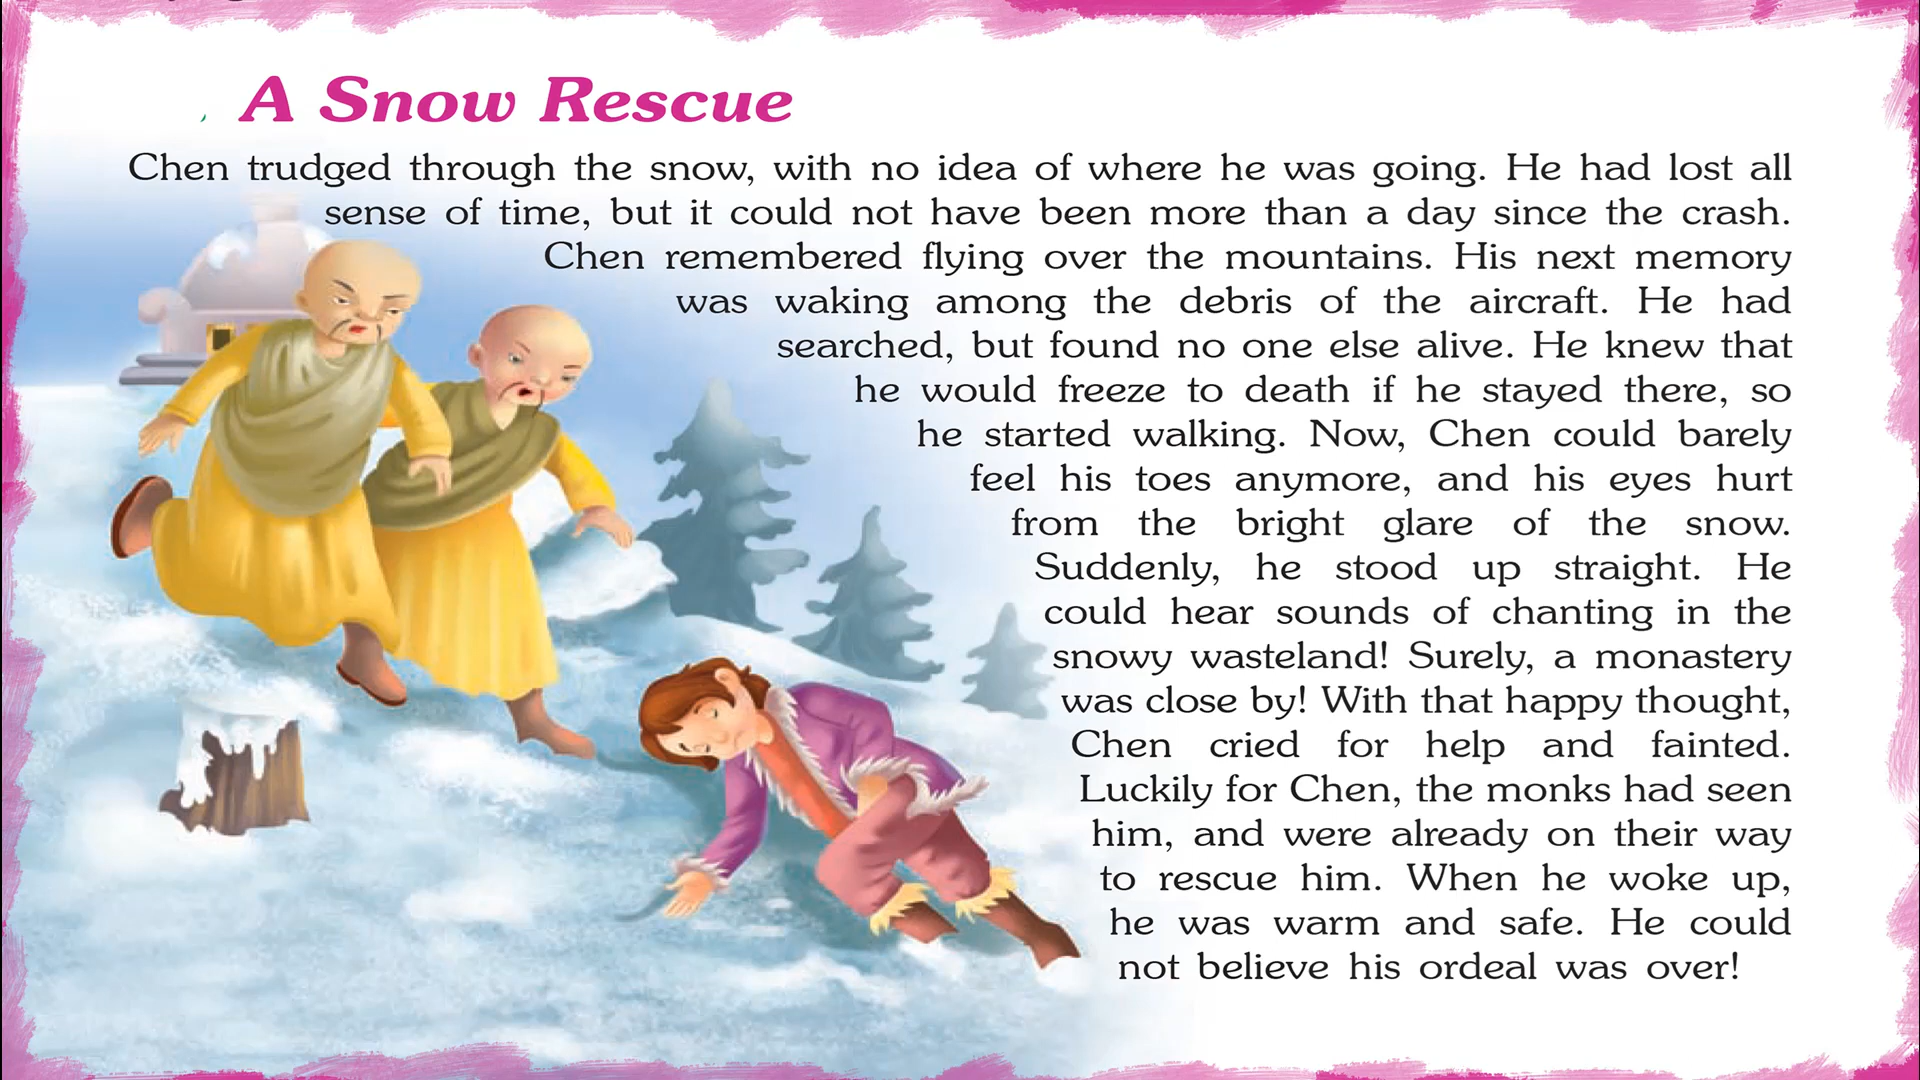 A Snow Rescue
Chen trudged through the snow, with no idea of where he was going. He had lost all
sense of time, but it could not have been more than a day since the crash.
Chen remembered flying over the mountains. His next memory
was waking among the debris of the aircraft. He had
searched, but found no one else alive. He knew that
he would freeze to death if he stayed there, so
he started walking. Now, Chen could barely
feel his toes anymore, and his eyes hurt
from the bright glare of the snow.
Suddenly, he stood up straight. He
could hear sounds of chanting in the
snowy wasteland! Surely, a monastery
was close by! With that happy thought,
Chen cried for help and fainted.
Luckily for Chen, the monks had seen
him, and were already on their way
to rescue him. When he woke up,
he was warm and safe. He could
not believe his ordeal was over!